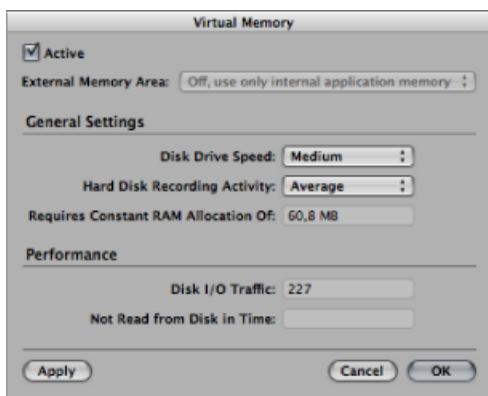 Virtual Memory
Active
External Memory Area: Off, use only internal application memory
General Settings
Disk Drive Speed: Medium
Hard Disk Recording Activity: Average
Requires Constant RAM Allocation Of: 60,8 MB
Performance
Disk I/O Traffic: 227
Not Read from Disk in Time:
Apply Cancel OK